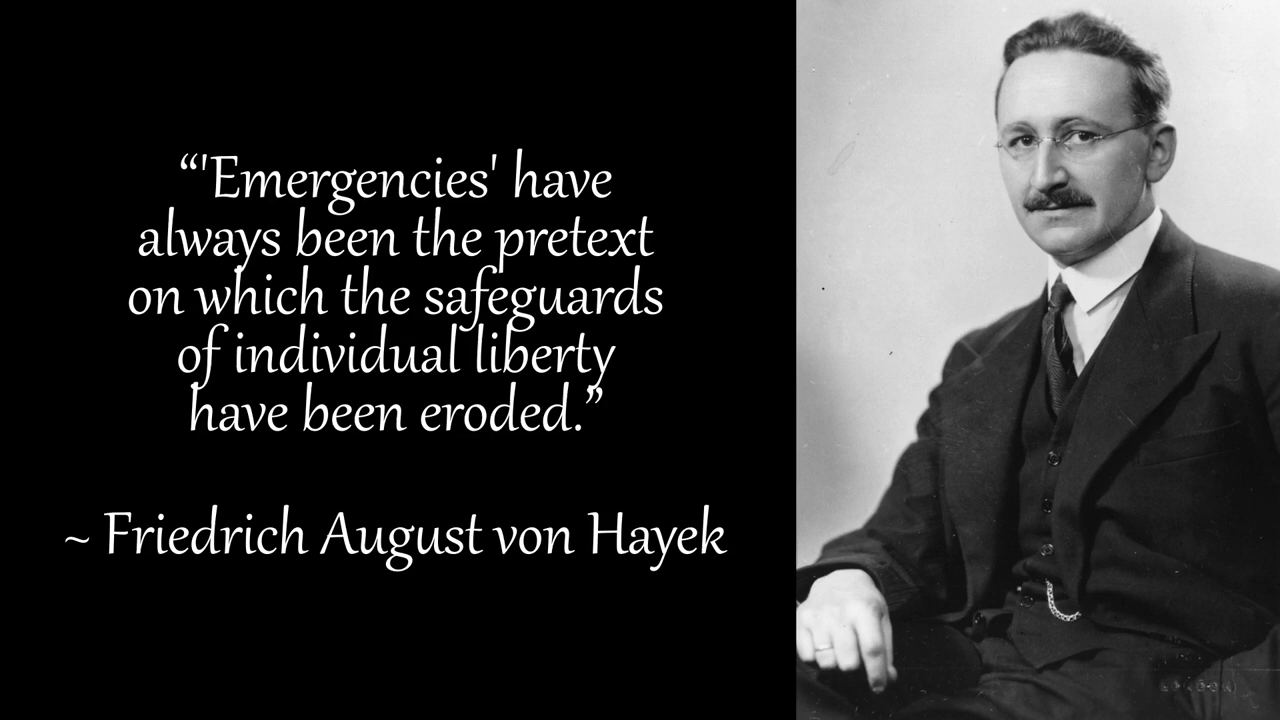 “'Emergencies' have
always been the pretext
on which the safeguards
of individual liberty
have been eroded.”
~ Friedrich August von Hayek